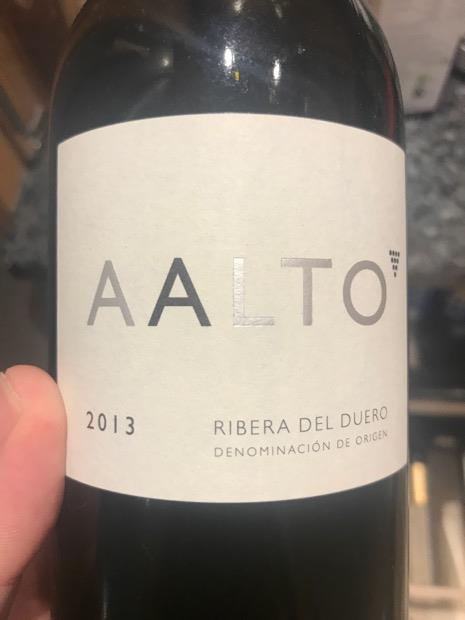 AALTO
2013
RIBERA DEL DUERO
DENOMINACIÓN DE ORIGEN